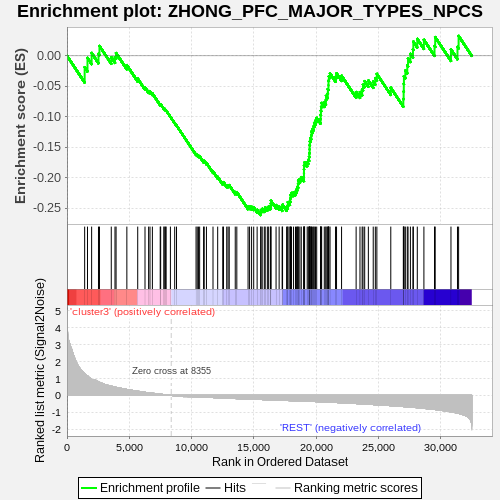 Enrichment plot: ZHONG_PFC_MAJOR_TYPES_NPCS
Enrichment score (ES)
0.00
-0.05
-0.10
-0.15
-0.20
-0.25
'cluster3' (positively correlated)
Zero cross at 8355
'REST' (negatively correlated)
Ranked list metric (Signal2Noise)
5
4
3
2
1
0
-1
-2
0
5,000
10,000
15,000
20,000
25,000
30,000
Rank in Ordered Dataset
Enrichment profile
Hits
Ranking metric scores